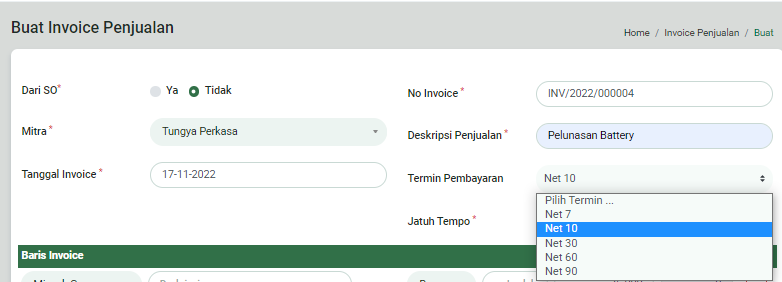 Buat Invoice Penjualan
Home / Invoice Penjualan / Buat
Dari SO*
Ya Tidak
No Invoice *
INV/2022/000004
Mitra *
Tungya Perkasa
Deskripsi Penjualan *
Pelunasan Battery
Tanggal Invoice *
17-11-2022
Termin Pembayaran
Net 10
Pilih Termin ...
Net 7
Net 10
Net 30
Net 60
Net 90
Jatuh Tempo *
Baris Invoice